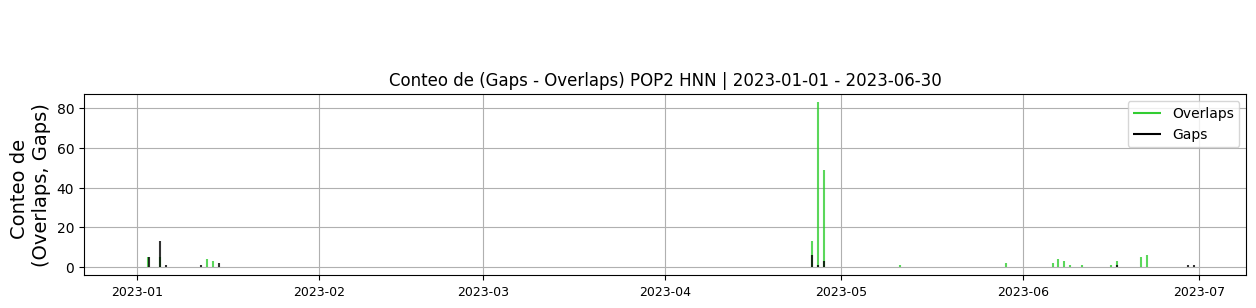 Conteo de (Gaps - Overlaps) POP2 HNN | 2023-01-01 - 2023-06-30
Conteo de
(Overlaps, Gaps)
80
60
40
20
0
Overlaps
Gaps
2023-01
2023-02
2023-03
2023-04
2023-05
2023-06
2023-07